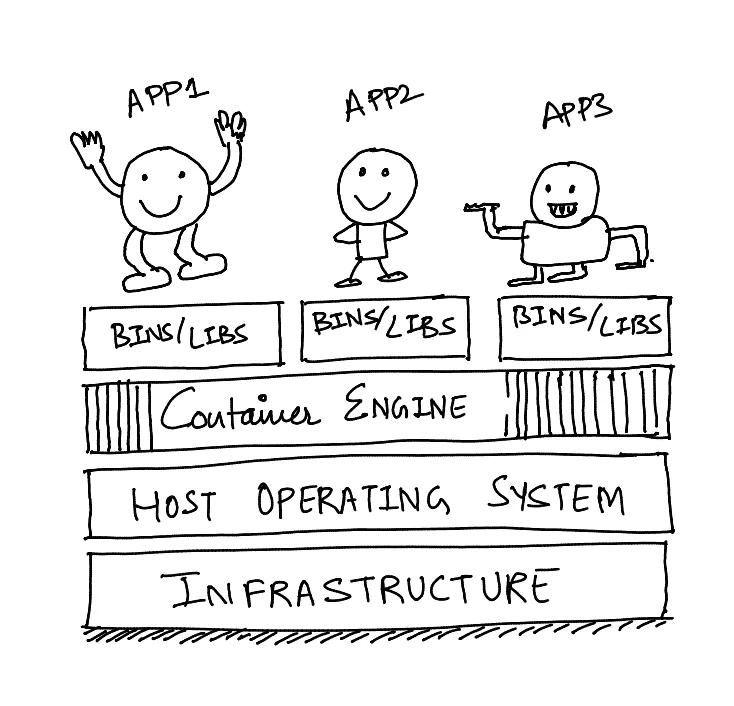 APP1 APP2 APP3
BINS/LIBS BINS/LIBS BINS/LIBS
Container ENGINE
HOST OPERATING SYSTEM
INFRASTRUCTURE